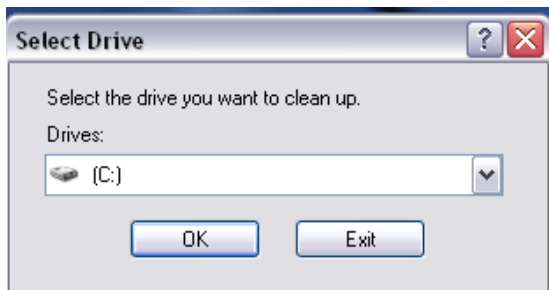 Select Drive
?
Select the drive you want to clean up.
Drives:
(C:)
OK
Exit